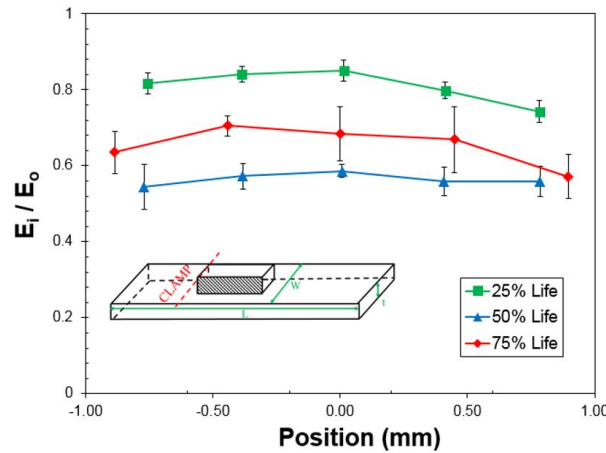 1
0.8
0.6
0.4
0.2
0
E_i / E_o
-1.00
-0.50
0.00
0.50
1.00
Position (mm)
CLAMP
W
L
t
25% Life
50% Life
75% Life